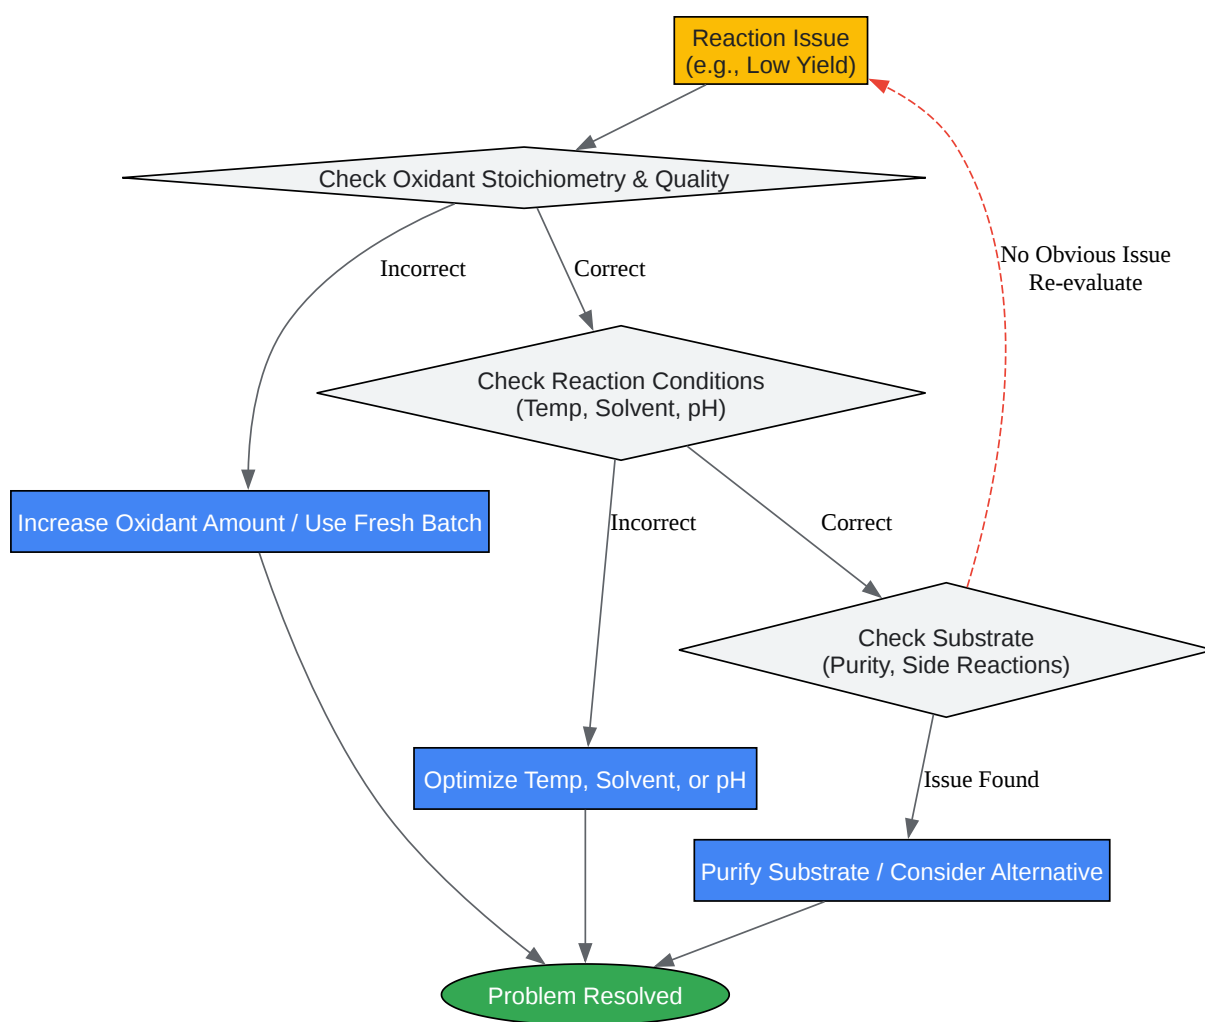 Reaction Issue
(e.g., Low Yield)
Check Oxidant Stoichiometry & Quality
No Obvious Issue
Re-evaluate
Incorrect
Correct
Check Reaction Conditions
(Temp, Solvent, pH)
Increase Oxidant Amount / Use Fresh Batch
Incorrect
Correct
Check Substrate
(Purity, Side Reactions)
Optimize Temp, Solvent, or pH
Issue Found
Purify Substrate / Consider Alternative
Problem Resolved